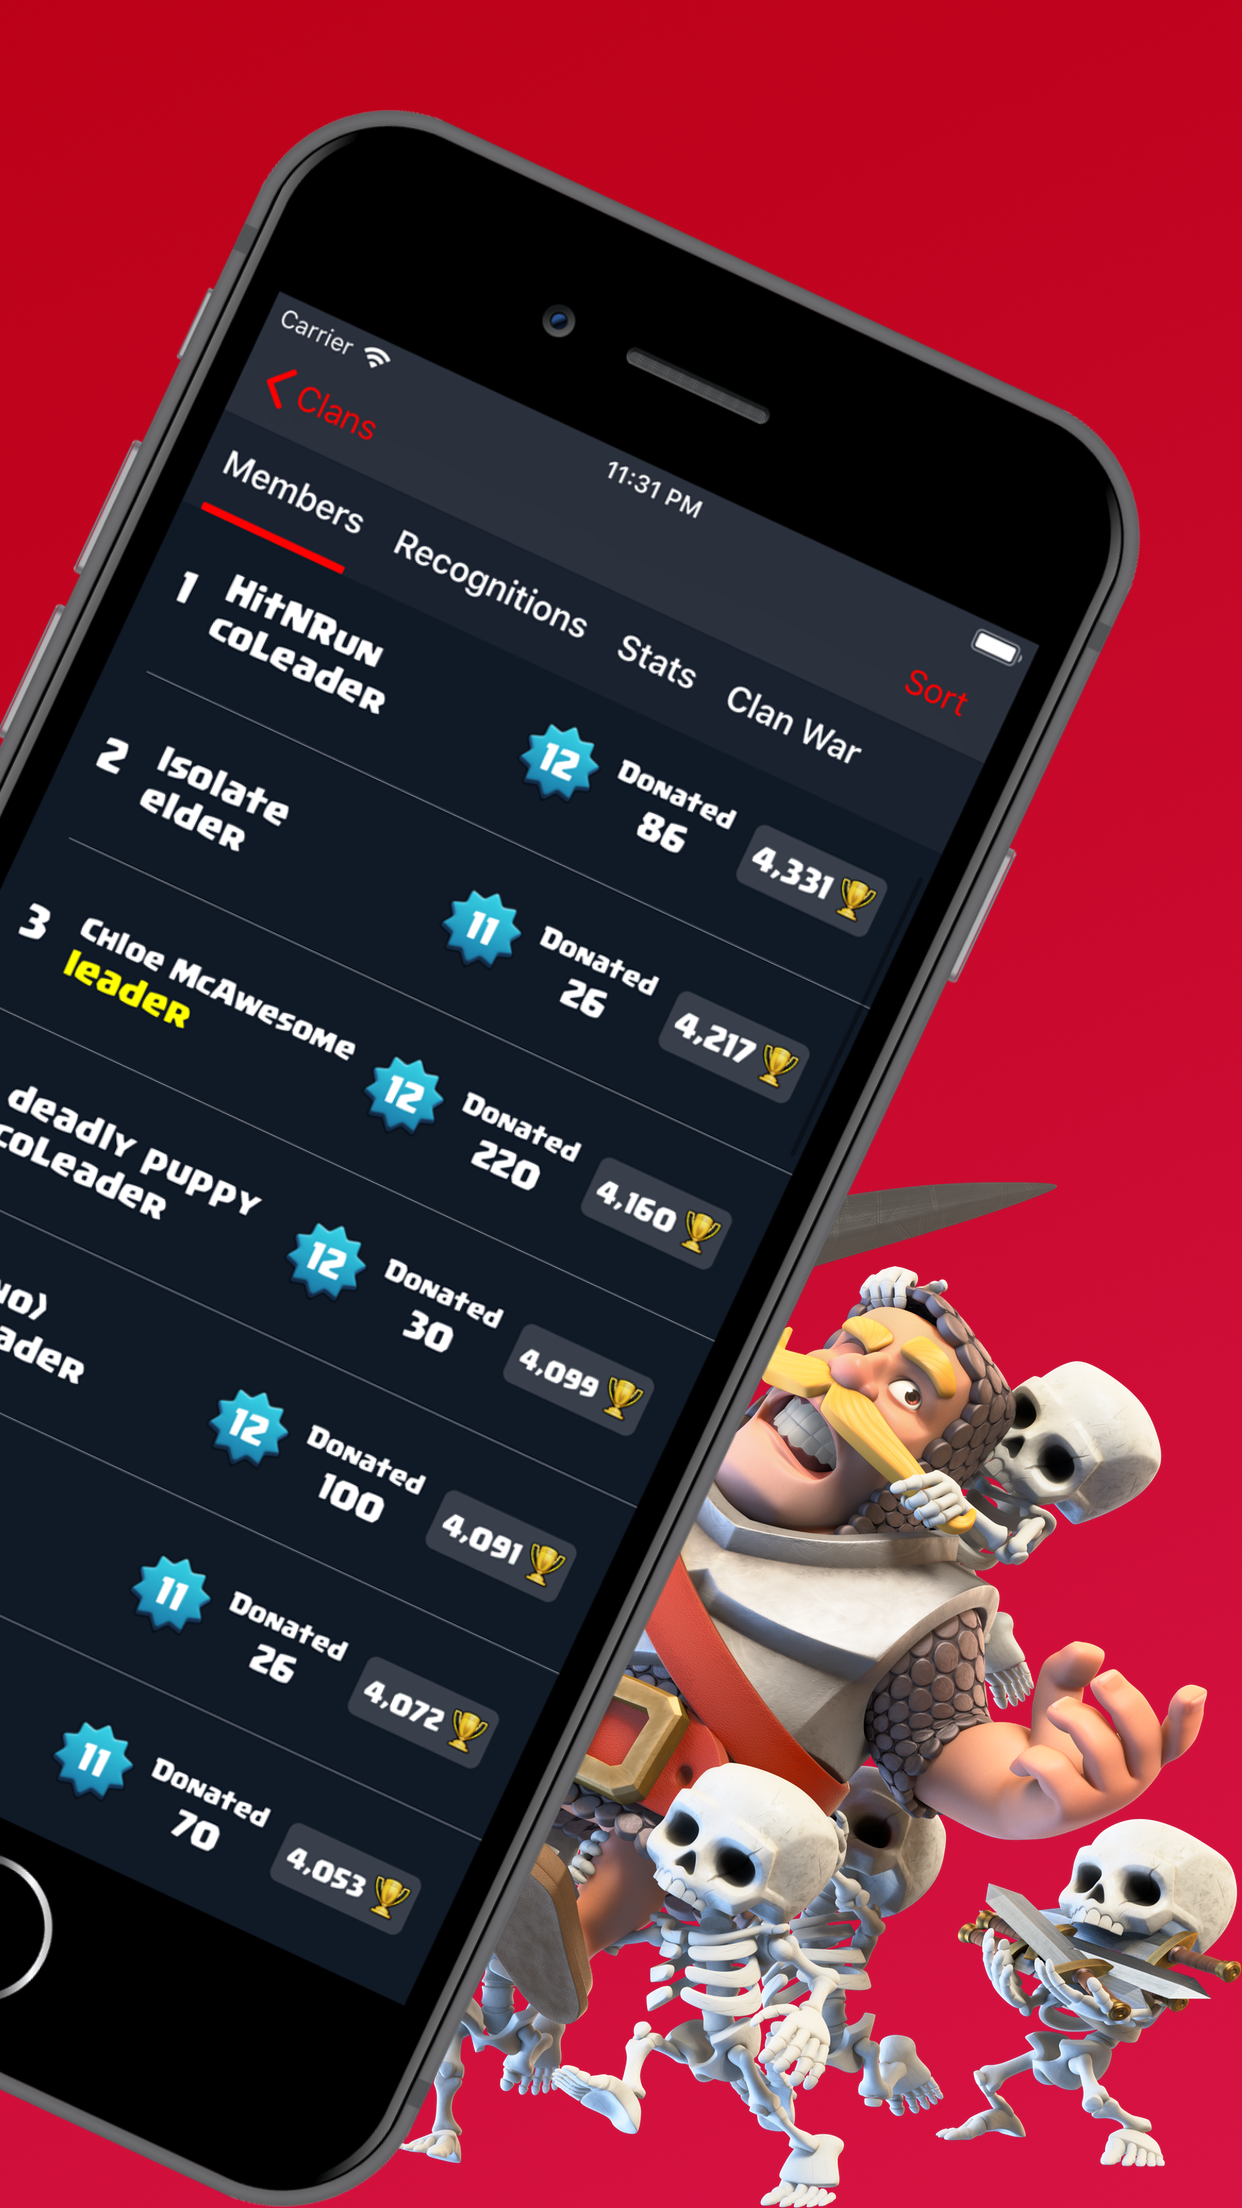 Carrier
11:31 PM
Clans
Sort
Members Recognitions Stats Clan War
1 HitNRun
coLeader
12 Donated
86
4,331
2 Isolate
elder
11 Donated
26
4,217
3 Chloe McAwesome
leader
12 Donated
220
4,160
deadly puppy
coLeader
12 Donated
30
4,099
12 Donated
100
4,091
11 Donated
26
4,072
11 Donated
70
4,053